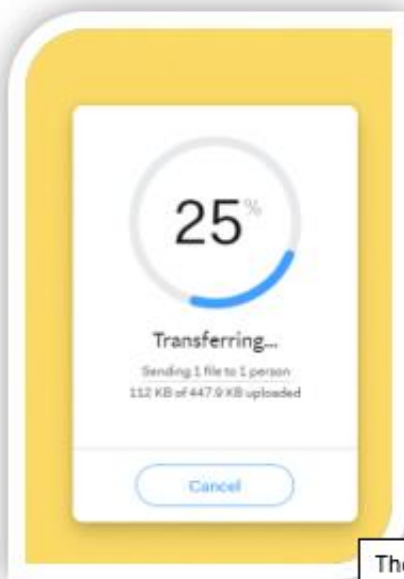 25%
Transferring...
Sending 1 file to 1 person
112 KB of 447.9 KB uploaded
Cancel
The